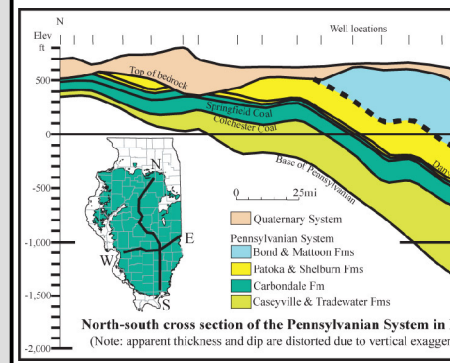 N
Well locations
Elev
ft
500
0
-500
-1,000
-1,500
-2,000
Top of bedrock
Springfield Coal
Colchester Coal
Base of Pennsylvanian
Dan
N
W
E
S
0 25mi
Quaternary System
Pennsylvanian System
Bond & Mattoon Fms
Patoka & Shelburn Fms
Carbondale Fm
Caseyville & Tradewater Fms
North-south cross section of the Pennsylvanian System in
(Note: apparent thickness and dip are distorted due to vertical exagger